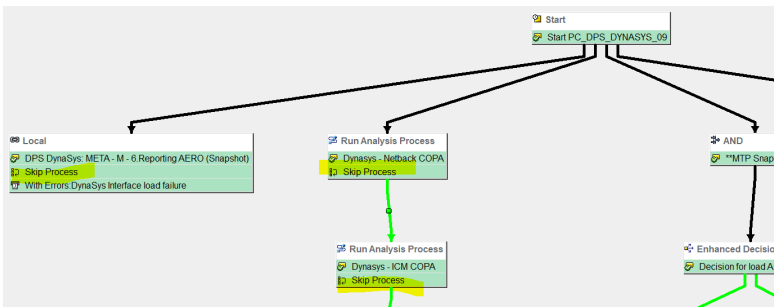 Start
Start PC_DPS_DYNASYS_09
Local
DPS DynaSys: META - M - 6.Reporting AERO (Snapshot)
Skip Process
With Errors:DynaSys Interface load failure
Run Analysis Process
Dynasys - Netback COPA
Skip Process
AND
**MTP Snap
Run Analysis Process
Dynasys - ICM COPA
Skip Process
Enhanced Decisio
Decision for load A